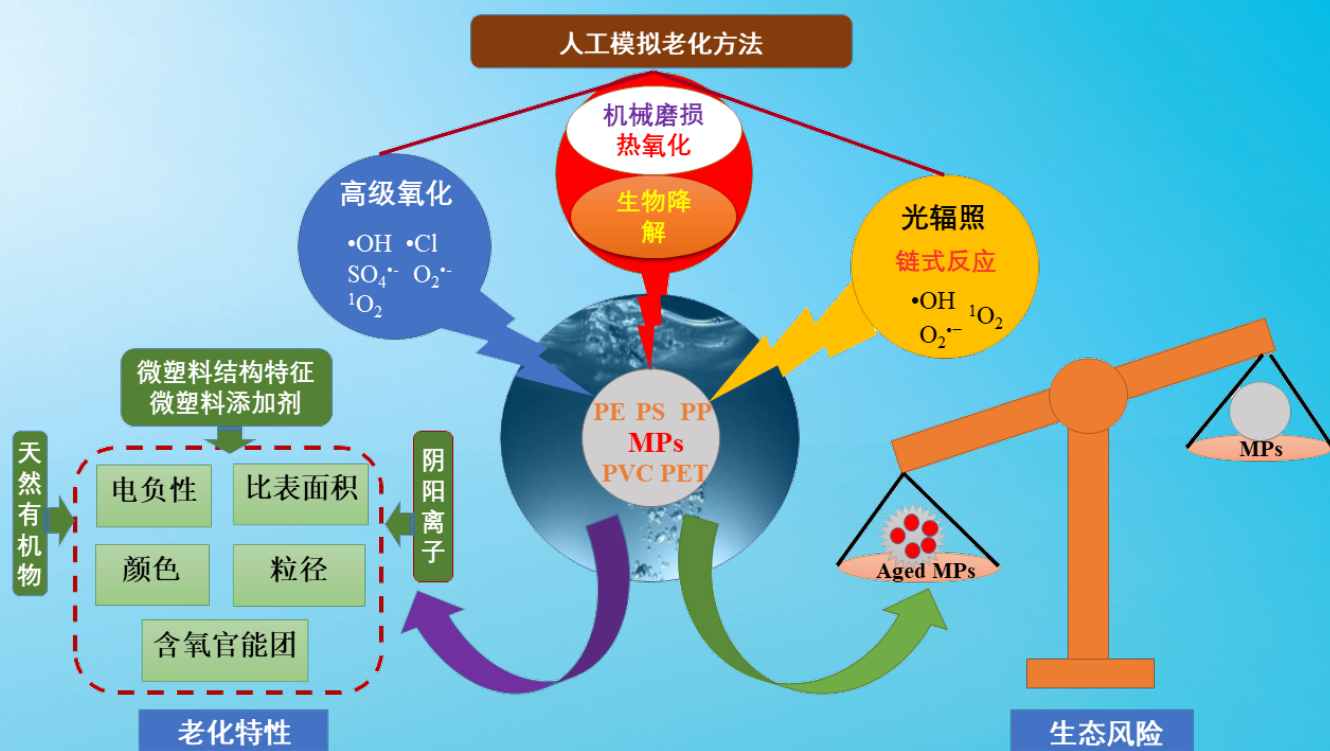 人工模拟老化方法
机械磨损
热氧化
生物降
解
高级氧化
•OH •Cl
SO₄•⁻ O₂•⁻
¹O₂
光辐照
链式反应
•OH ¹O₂
O₂•⁻
PE PS PP
MPs
PVC PET
微塑料结构特征
微塑料添加剂
天然有机物
阴阳离子
电负性
比表面积
颜色
粒径
含氧官能团
老化特性
MPs
Aged MPs
生态风险